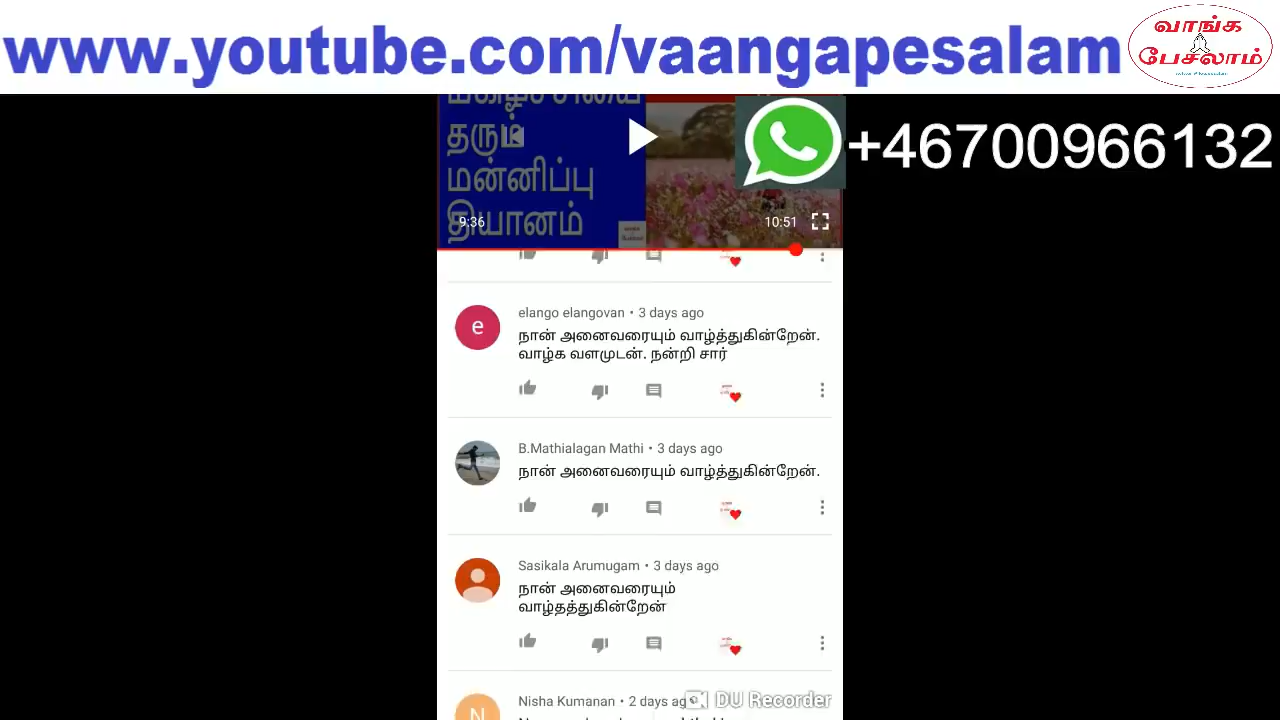 www.youtube.com/vaangapesalam
வாங்க
பேசலாம்
தரும்
மன்னிப்பு
தியானம்
+46700966132
9:36
10:51
elango elangovan • 3 days ago
நான் அனைவரையும் வாழ்த்துகின்றேன்.
வாழ்க வளமுடன். நன்றி சார்
B.Mathialagan Mathi • 3 days ago
நான் அனைவரையும் வாழ்த்துகின்றேன்.
Sasikala Arumugam • 3 days ago
நான் அனைவரையும்
வாழ்தத்துகின்றேன்
Nisha Kumanan • 2 days ago
DU Recorder